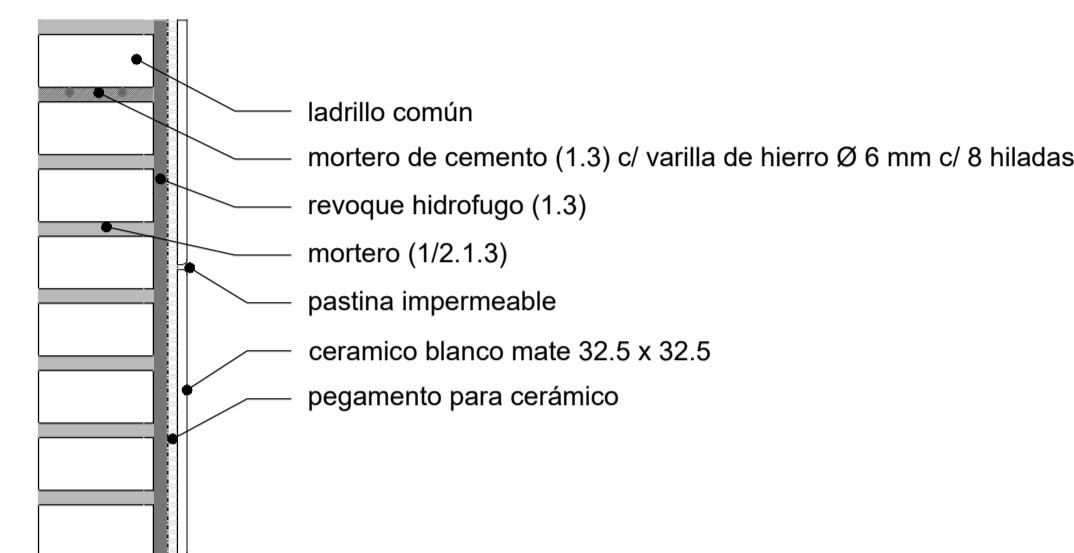 ladrillo común
mortero de cemento (1.3) c/ varilla de hierro Ø 6 mm c/ 8 hiladas
revoque hidrofugo (1.3)
mortero (1/2.1.3)
pastina impermeable
ceramico blanco mate 32.5 x 32.5
pegamento para cerámico